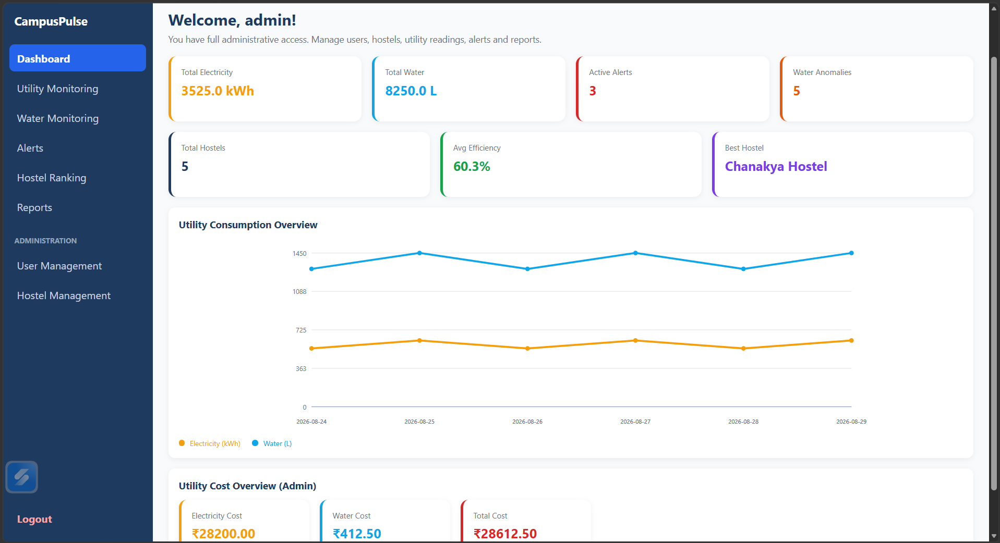 CampusPulse
Dashboard
Utility Monitoring
Water Monitoring
Alerts
Hostel Ranking
Reports
ADMINISTRATION
User Management
Hostel Management
Logout
Welcome, admin!
You have full administrative access. Manage users, hostels, utility readings, alerts and reports.
Total Electricity
3525.0 kWh
Total Water
8250.0 L
Active Alerts
3
Water Anomalies
5
Total Hostels
5
Avg Efficiency
60.3%
Best Hostel
Chanakya Hostel
Utility Consumption Overview
1450
1088
725
363
0
2026-08-24 2026-08-25 2026-08-26 2026-08-27 2026-08-28 2026-08-29
Electricity (kWh) Water (L)
Utility Cost Overview (Admin)
Electricity Cost
₹28200.00
Water Cost
₹412.50
Total Cost
₹28612.50